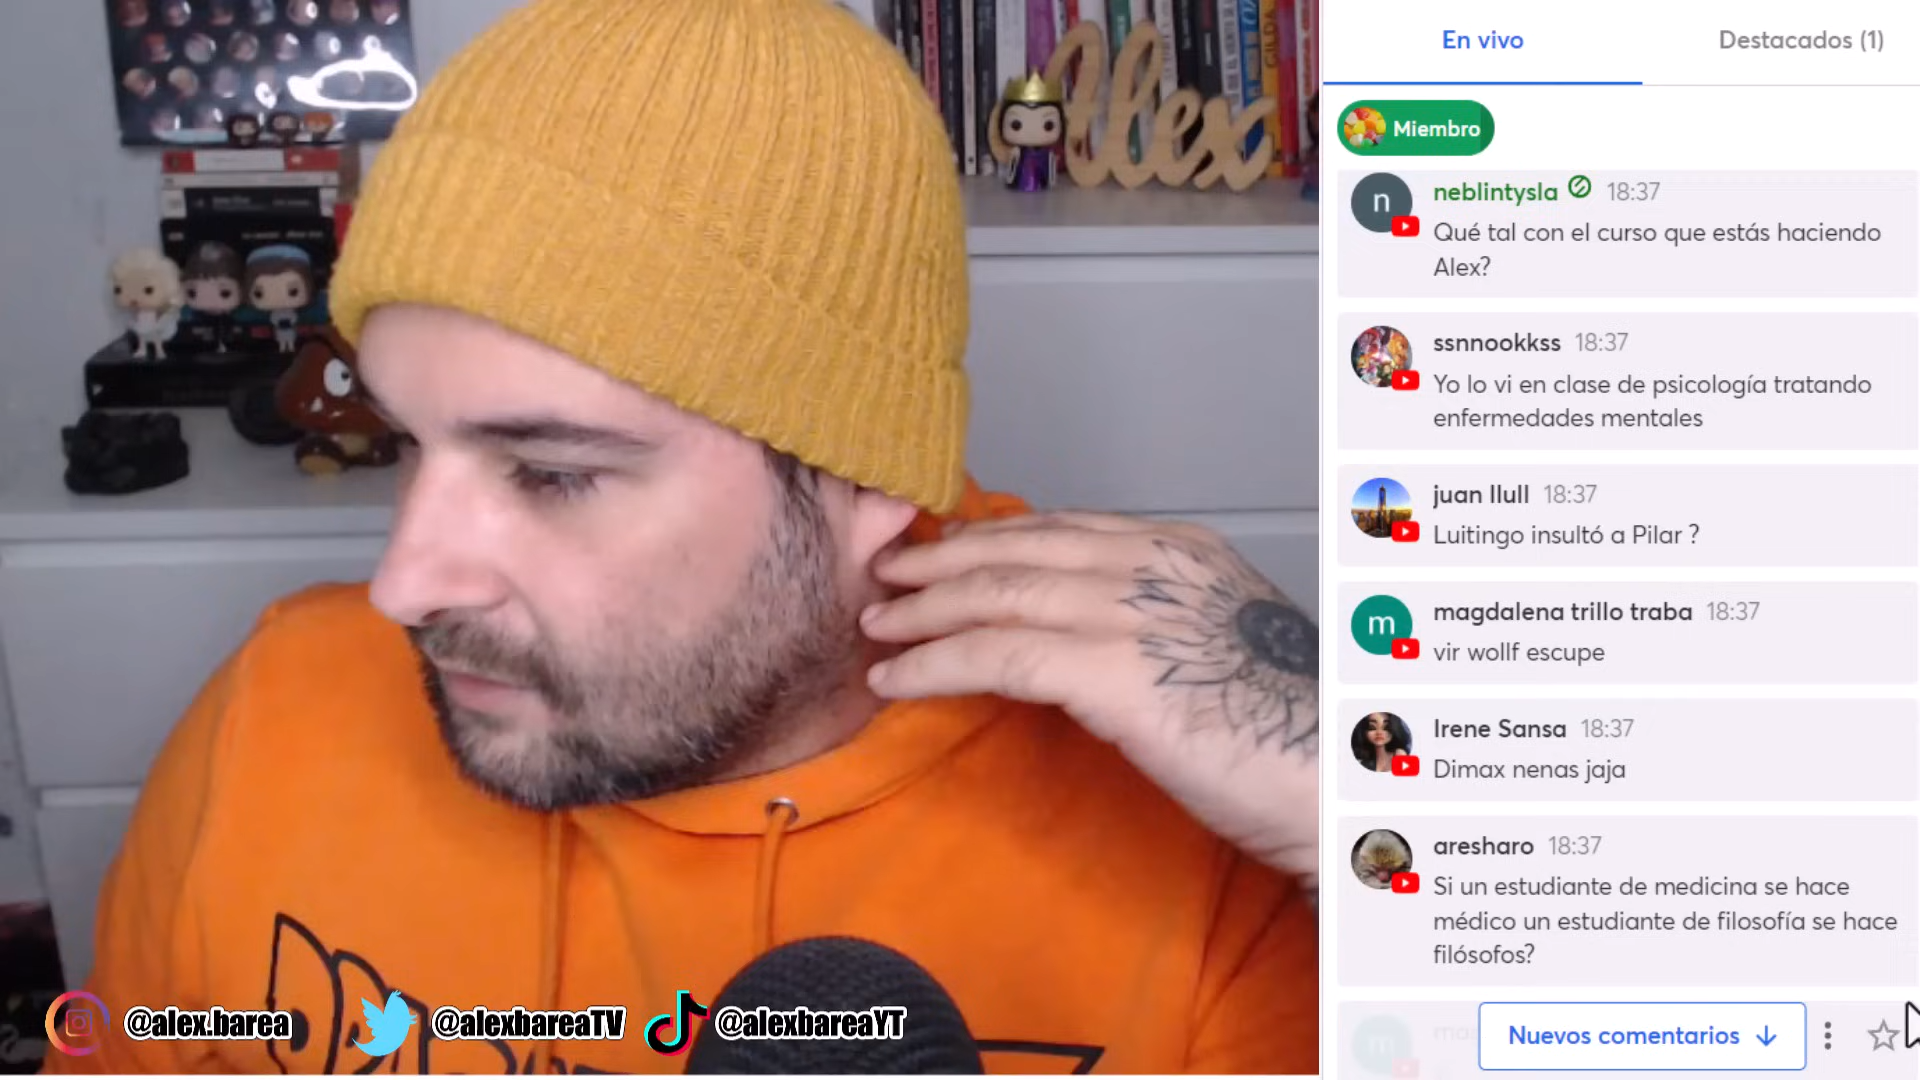 Alex
@alex.barea
@alexbareaTV
@alexbareaYT
En vivo
Destacados (1)
Miembro
n
neblintysla 18:37
Qué tal con el curso que estás haciendo
Alex?
ssnnookkss 18:37
Yo lo vi en clase de psicología tratando
enfermedades mentales
juan llull 18:37
Luitingo insultó a Pilar ?
m
magdalena trillo traba 18:37
vir wollf escupe
Irene Sansa 18:37
Dimax nenas jaja
aresharo 18:37
Si un estudiante de medicina se hace
médico un estudiante de filosofía se hace
filósofos?
Nuevos comentarios